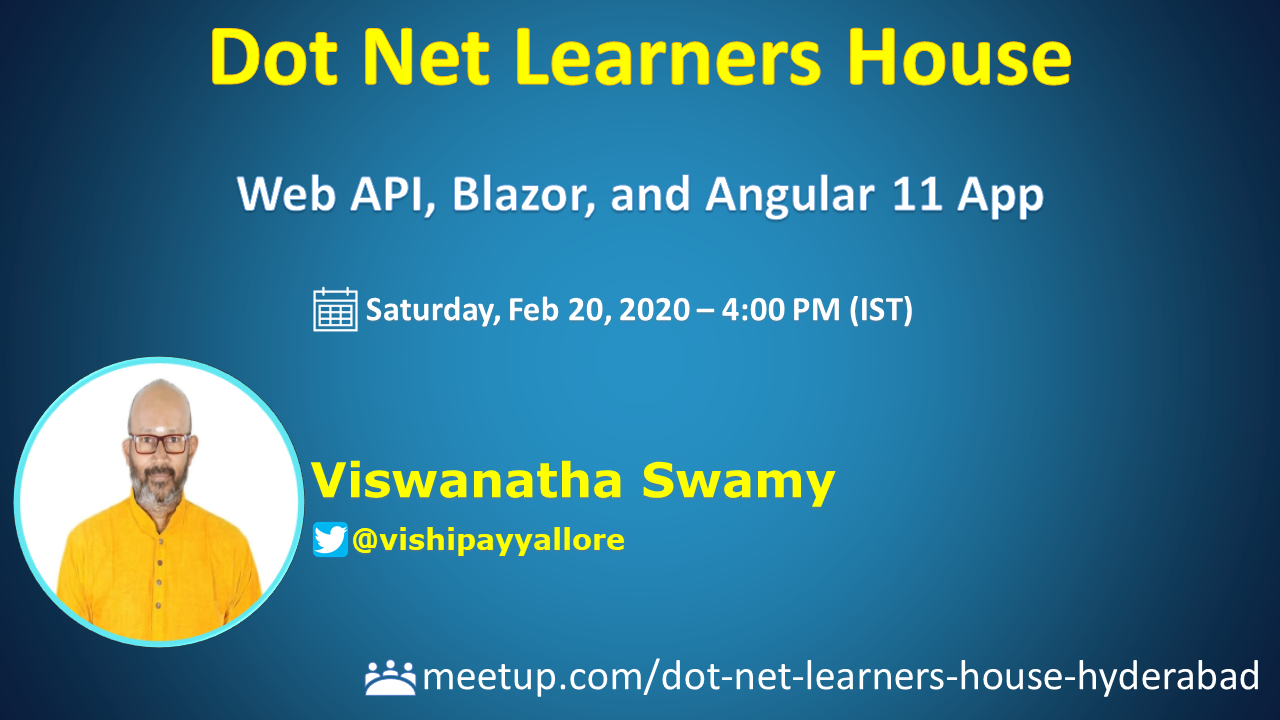 Dot Net Learners House
Web API, Blazor, and Angular 11 App
Saturday, Feb 20, 2020 – 4:00 PM (IST)
Viswanatha Swamy
@vishipayyallore
meetup.com/dot-net-learners-house-hyderabad